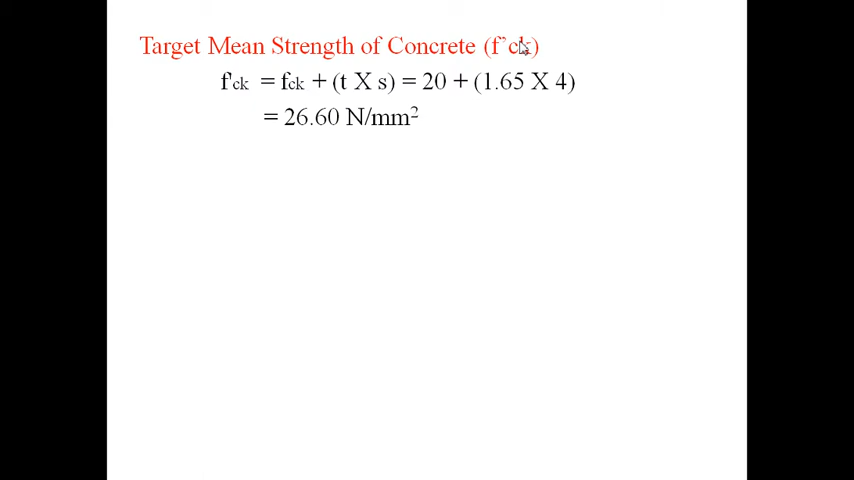 Target Mean Strength of Concrete (f’ck)
f'ck = fck + (t X s) = 20 + (1.65 X 4)
= 26.60 N/mm²